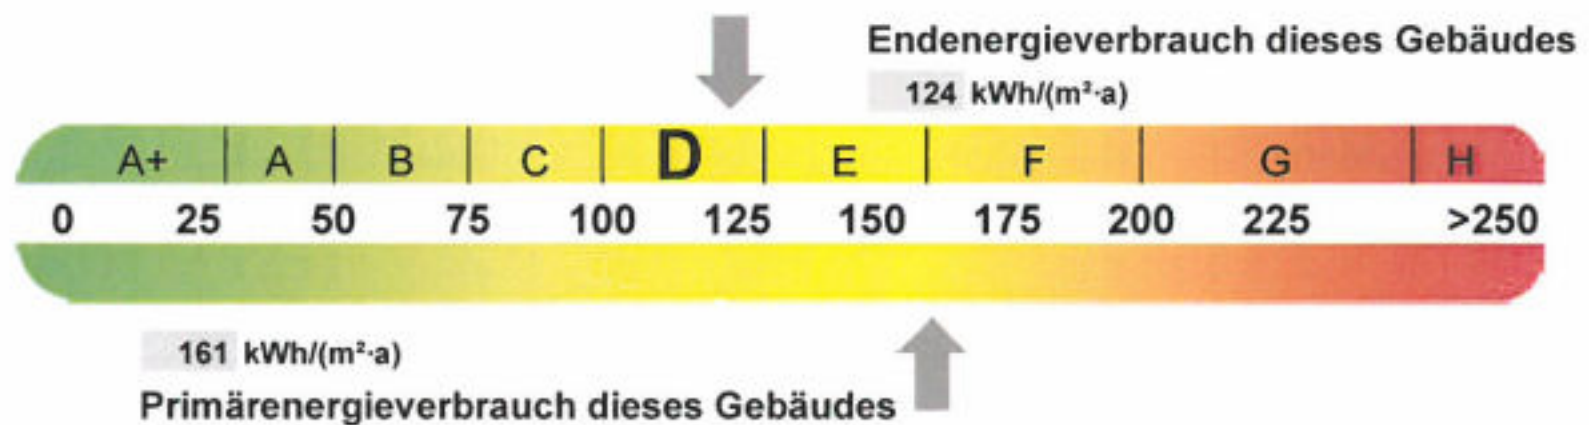 Endenergieverbrauch dieses Gebäudes
124 kWh/(m²·a)
A+ A B C D E F G H
0 25 50 75 100 125 150 175 200 225 >250
161 kWh/(m²·a)
Primärenergieverbrauch dieses Gebäudes